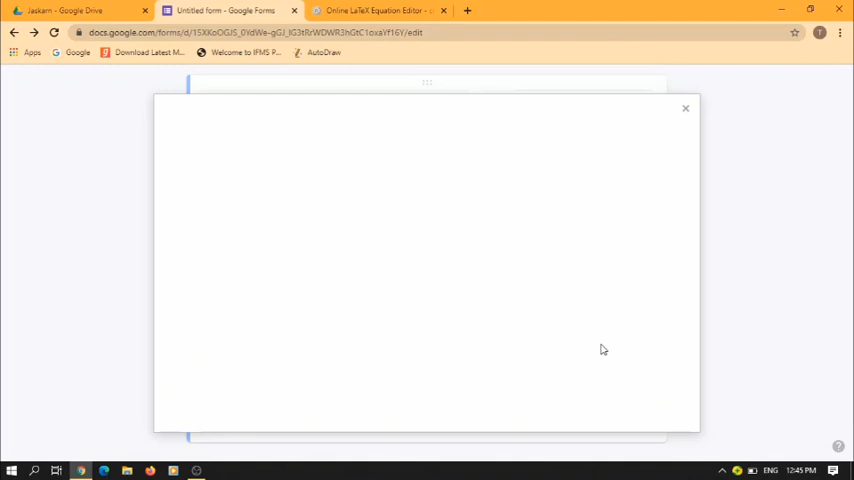 Jaskarn - Google Drive
Untitled form - Google Forms
Online LaTeX Equation Editor - c
docs.google.com/forms/d/15XKoOGJS_0YdWe-gGJ_lG3tRrWDWR3hGtC1oxaYf16Y/edit
T
Apps
Google
Download Latest M...
Welcome to IFMS P...
AutoDraw
ENG
12:45 PM